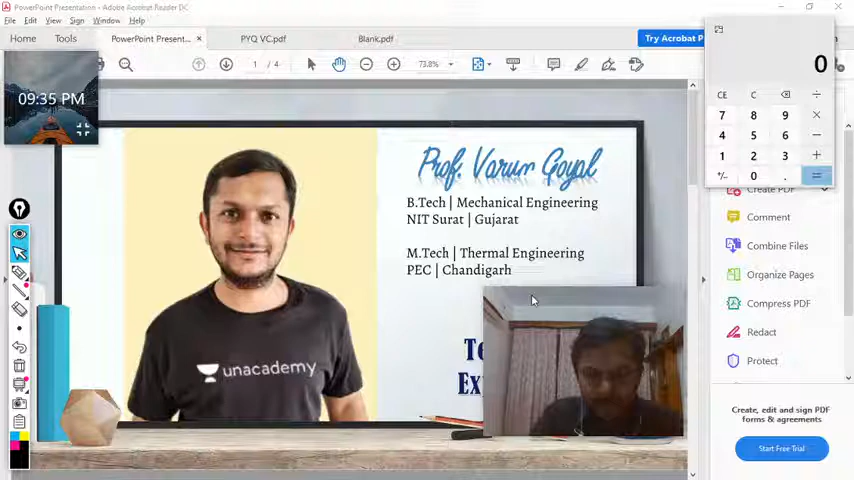 PowerPoint Presentation - Adobe Acrobat Reader DC
File Edit View Sign Window Help
Home Tools PowerPoint Present... × PYQ VC.pdf Blank.pdf Try Acrobat P
1 / 4 73.8%
09:35 PM
0
CE C ÷
7 8 9 ×
4 5 6 −
1 2 3 +
+/− 0 . =
Prof. Varun Goyal
B.Tech | Mechanical Engineering
NIT Surat | Gujarat
M.Tech | Thermal Engineering
PEC | Chandigarh
unacademy
Create PDF
Comment
Combine Files
Organize Pages
Compress PDF
Redact
Protect
Create, edit and sign PDF
forms & agreements
Start Free Trial